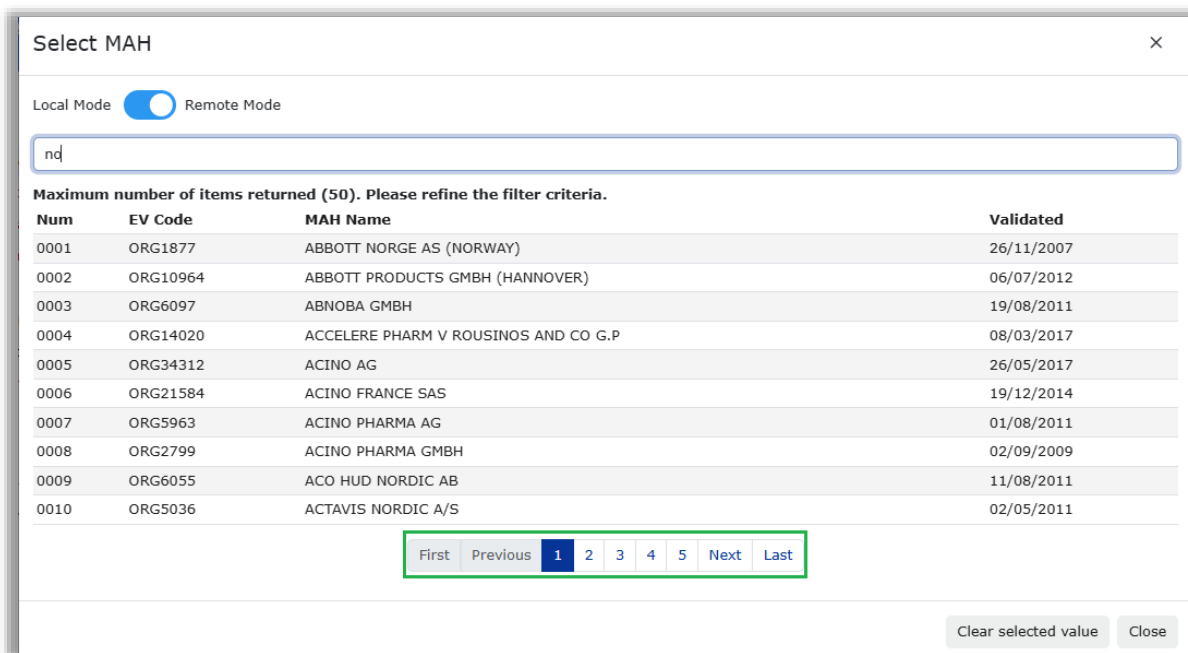 Select MAH ×
Local Mode Remote Mode
no
Maximum number of items returned (50). Please refine the filter criteria.
Num EV Code MAH Name Validated
0001 ORG1877 ABBOTT NORGE AS (NORWAY) 26/11/2007
0002 ORG10964 ABBOTT PRODUCTS GMBH (HANNOVER) 06/07/2012
0003 ORG6097 ABNOBA GMBH 19/08/2011
0004 ORG14020 ACCELERE PHARM V ROUSINOS AND CO G.P 08/03/2017
0005 ORG34312 ACINO AG 26/05/2017
0006 ORG21584 ACINO FRANCE SAS 19/12/2014
0007 ORG5963 ACINO PHARMA AG 01/08/2011
0008 ORG2799 ACINO PHARMA GMBH 02/09/2009
0009 ORG6055 ACO HUD NORDIC AB 11/08/2011
0010 ORG5036 ACTAVIS NORDIC A/S 02/05/2011
First Previous 1 2 3 4 5 Next Last
Clear selected value Close